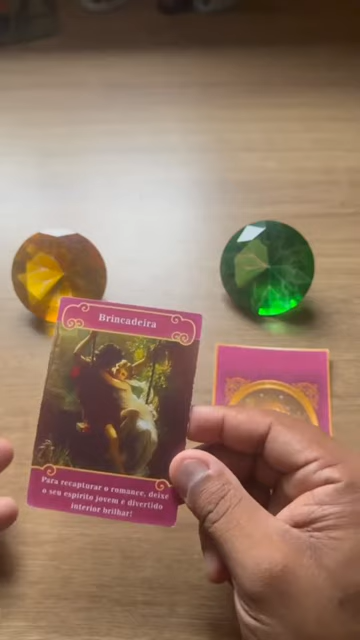 Brincadeira
Para recapturar o romance, deixe
o seu espírito jovem e divertido
interior brilhar!